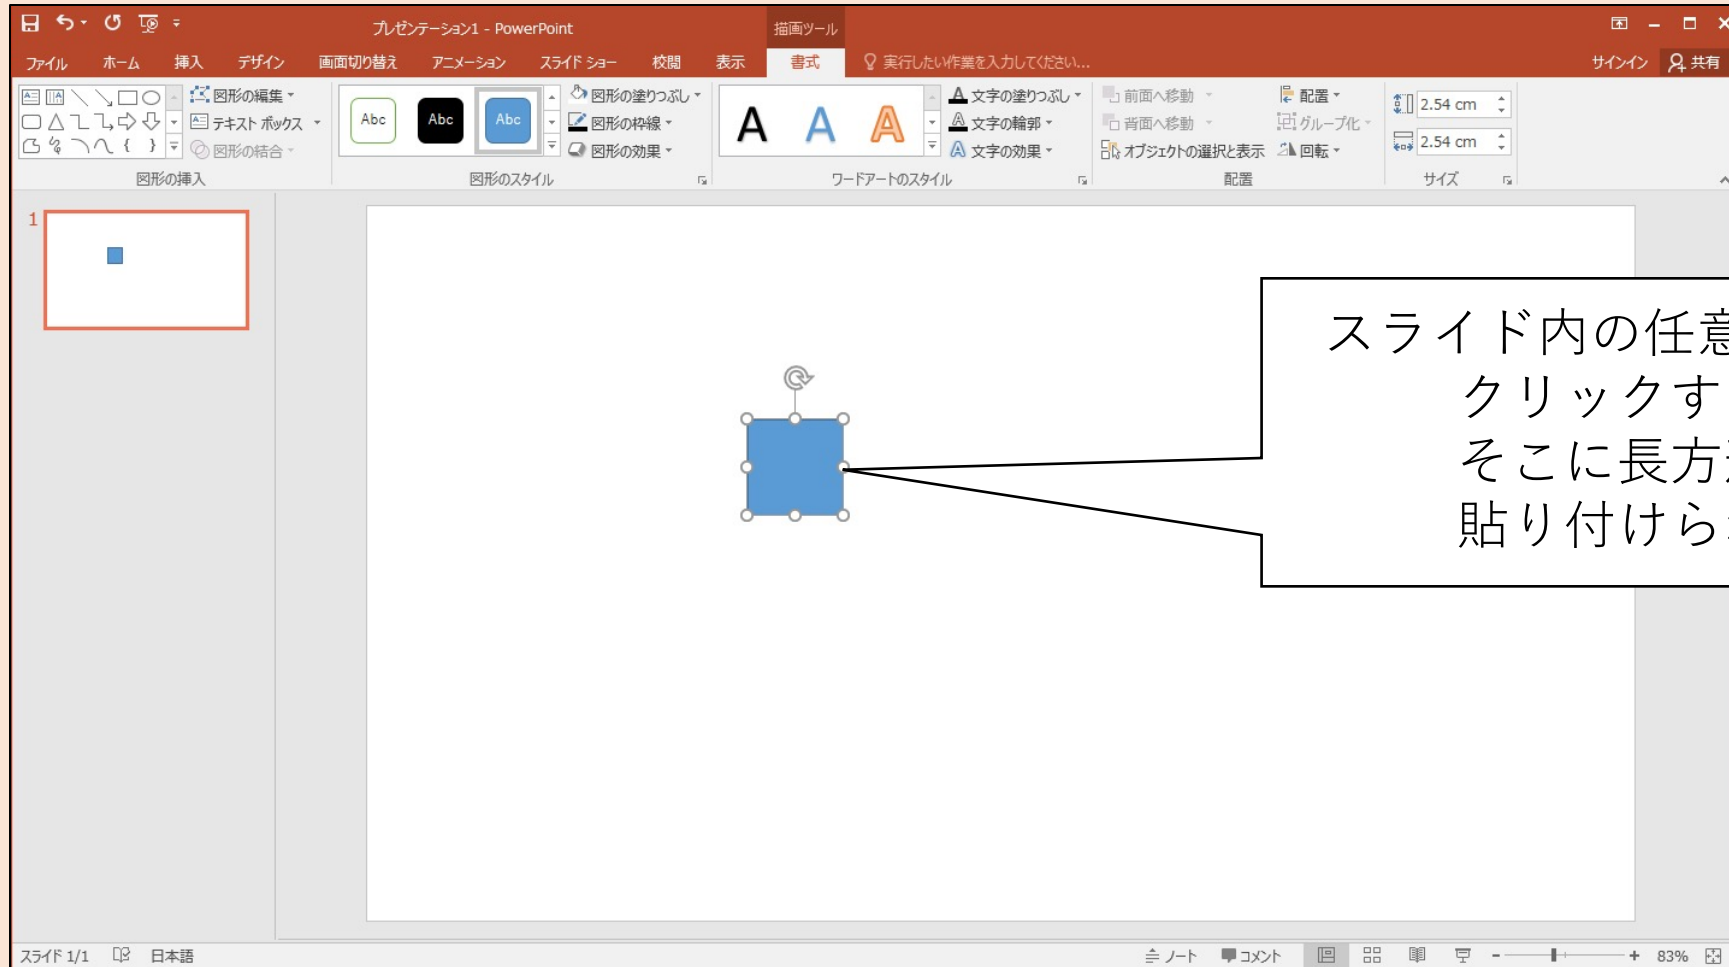 プレゼンテーション1 - PowerPoint
描画ツール
ファイル ホーム 挿入 デザイン 画面切り替え アニメーション スライド ショー 校閲 表示 書式 実行したい作業を入力してください... サインイン 共有
図形の編集
テキスト ボックス
図形の結合
図形の挿入
Abc Abc Abc
図形の塗りつぶし
図形の枠線
図形の効果
図形のスタイル
A A A
文字の塗りつぶし
文字の輪郭
文字の効果
ワードアートのスタイル
前面へ移動
背面へ移動
オブジェクトの選択と表示
配置
グループ化
回転
配置
2.54 cm
2.54 cm
サイズ
1
スライド内の任意
クリックす
そこに長方
貼り付けら
スライド 1/1 日本語 ノート コメント 83%